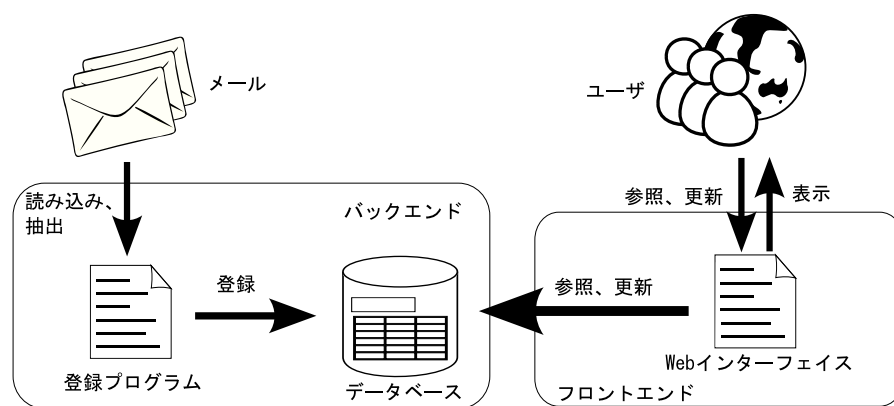 メール
ユーザ
読み込み、
抽出
バックエンド
参照、更新
表示
登録
参照、更新
登録プログラム
データベース
Webインターフェイス
フロントエンド